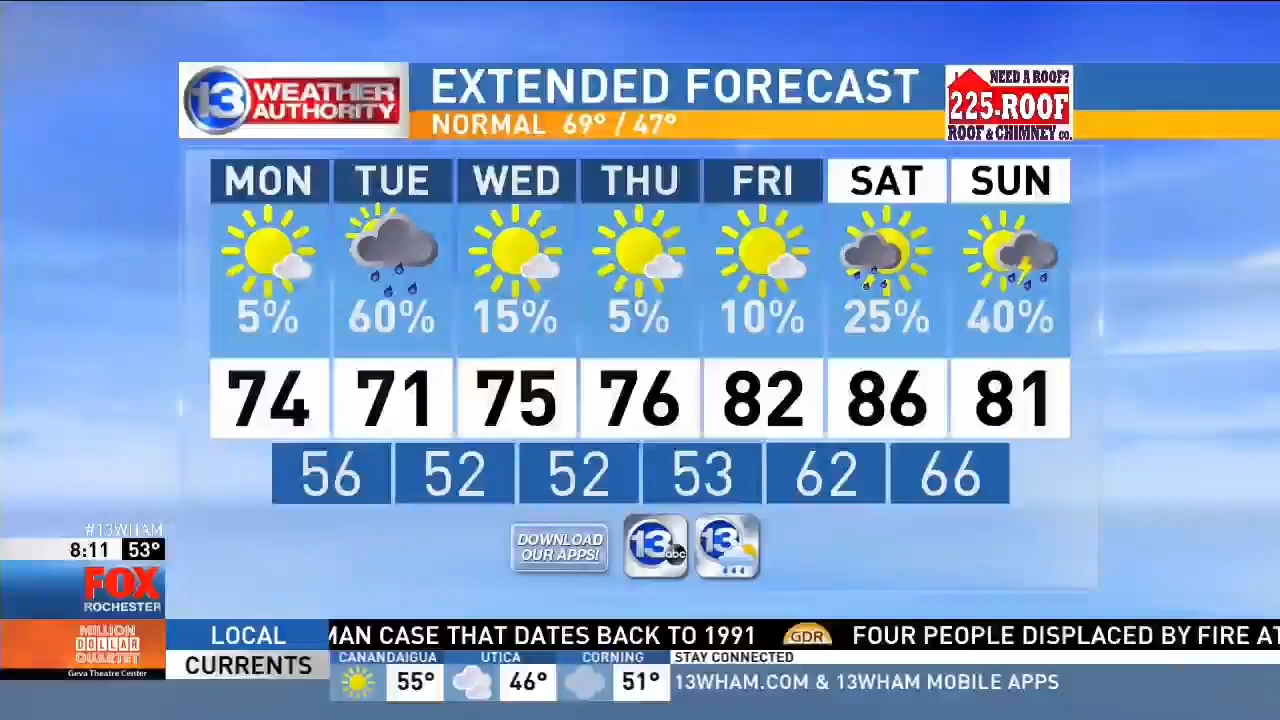 13 WEATHER AUTHORITY
EXTENDED FORECAST
NORMAL 69° / 47°
NEED A ROOF?
225-ROOF
ROOF & CHIMNEY CO.
MON TUE WED THU FRI SAT SUN
5% 60% 15% 5% 10% 25% 40%
74 71 75 76 82 86 81
56 52 52 53 62 66
DOWNLOAD
OUR APPS!
13 abc
13
#13WHAM
8:11 53°
FOX
ROCHESTER
MILLION
DOLLAR
QUARTET
Geva Theatre Center
LOCAL
MAN CASE THAT DATES BACK TO 1991 GDR FOUR PEOPLE DISPLACED BY FIRE AT
CURRENTS
CANANDAIGUA UTICA CORNING STAY CONNECTED
55° 46° 51° 13WHAM.COM & 13WHAM MOBILE APPS